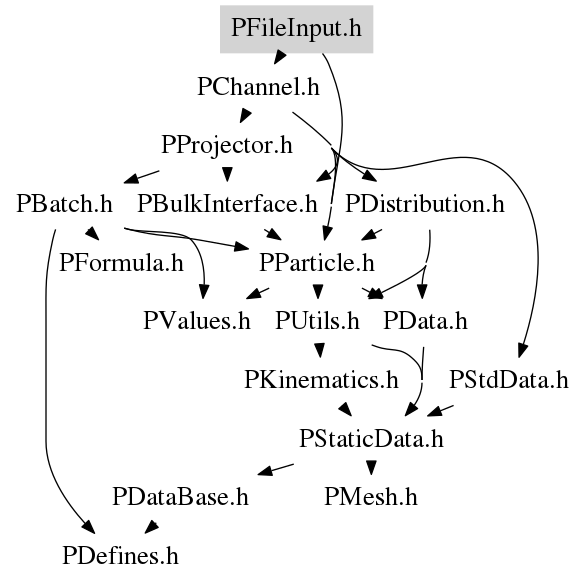 PFileInput.h
PChannel.h
PProjector.h
PBatch.h
PBulkInterface.h
PDistribution.h
PFormula.h
PParticle.h
PValues.h
PUtils.h
PData.h
PKinematics.h
PStdData.h
PStaticData.h
PDataBase.h
PMesh.h
PDefines.h